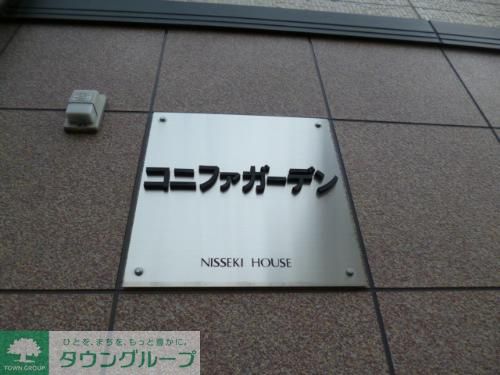 コニファガーデン
NISSEKI HOUSE
ひとを、まちを、もっと豊かに。
タウングループ
TOWN GROUP